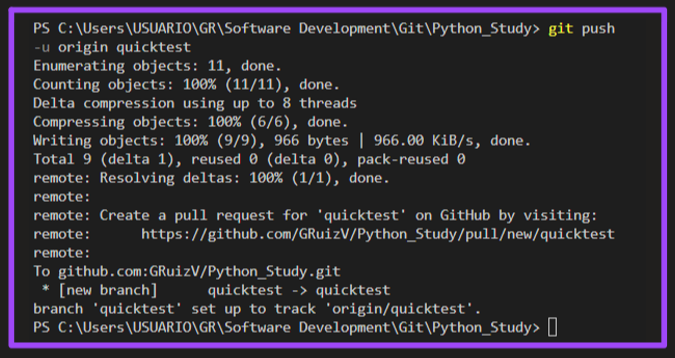 PS C:\Users\USUARIO\GR\Software Development\Git\Python_Study> git push
-u origin quicktest
Enumerating objects: 11, done.
Counting objects: 100% (11/11), done.
Delta compression using up to 8 threads
Compressing objects: 100% (6/6), done.
Writing objects: 100% (9/9), 966 bytes | 966.00 KiB/s, done.
Total 9 (delta 1), reused 0 (delta 0), pack-reused 0
remote: Resolving deltas: 100% (1/1), done.
remote:
remote: Create a pull request for 'quicktest' on GitHub by visiting:
remote:      https://github.com/GRuizV/Python_Study/pull/new/quicktest
remote:
To github.com:GRuizV/Python_Study.git
 * [new branch]      quicktest -> quicktest
branch 'quicktest' set up to track 'origin/quicktest'.
PS C:\Users\USUARIO\GR\Software Development\Git\Python_Study>